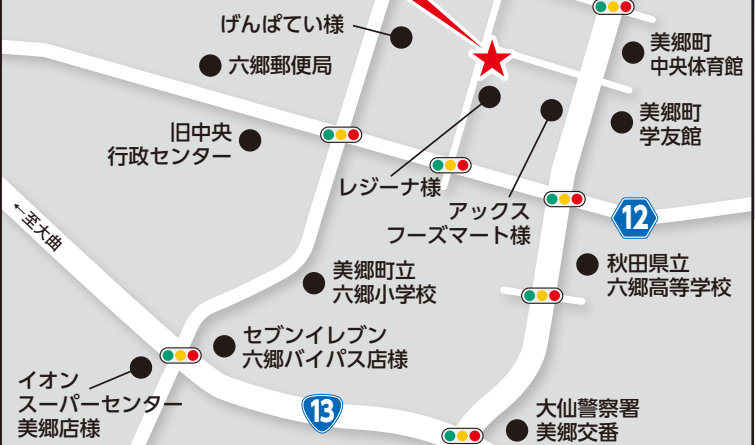 げんぱてい様
六郷郵便局
美郷町
中央体育館
美郷町
学友館
旧中央
行政センター
レジーナ様
アックス
フーズマート様
12
←至大曲
美郷町立
六郷小学校
秋田県立
六郷高等学校
セブンイレブン
六郷バイパス店様
イオン
スーパーセンター
美郷店様
13
大仙警察署
美郷交番